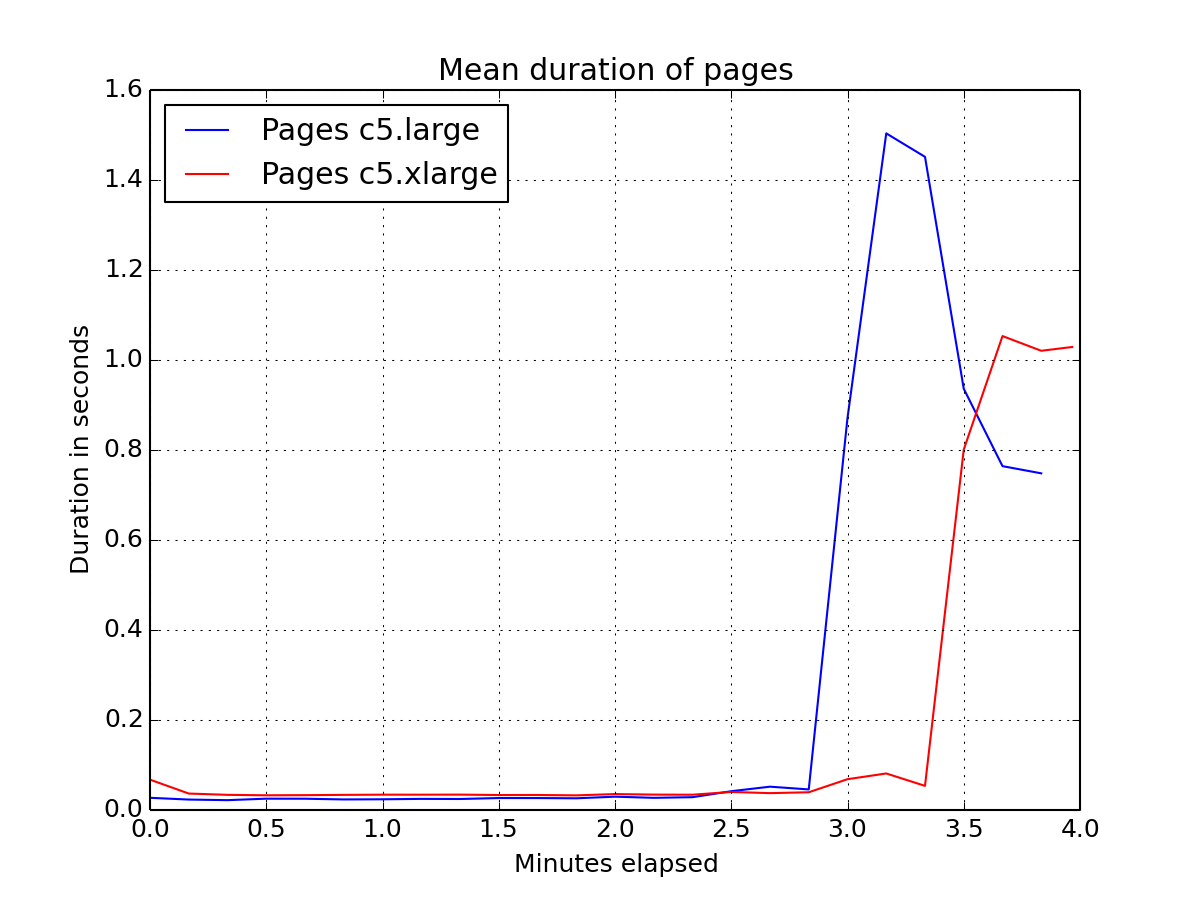 Mean duration of pages
Pages c5.large
Pages c5.xlarge
1.6
1.4
1.2
1.0
0.8
0.6
0.4
0.2
0.0
Duration in seconds
0.0 0.5 1.0 1.5 2.0 2.5 3.0 3.5 4.0
Minutes elapsed